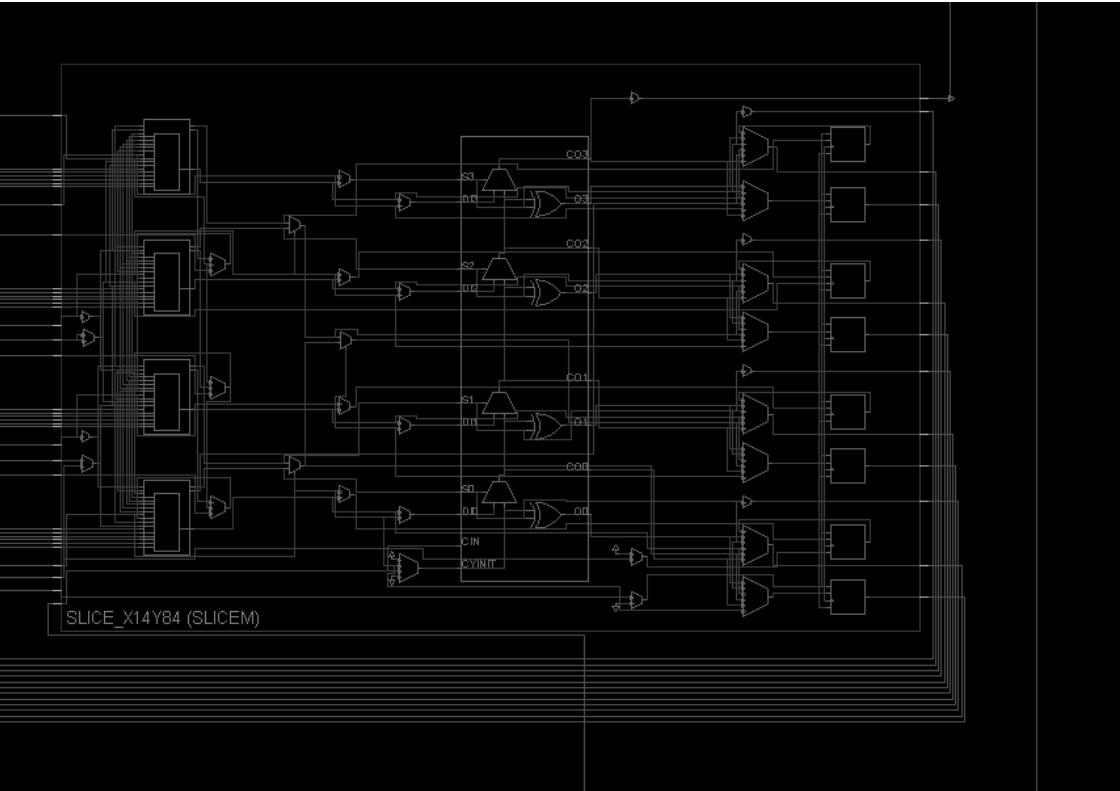 CO3
S3
DI3
O3
CO2
S2
DI2
O2
CO1
S1
DI1
O1
CO0
S0
DI0
O0
CIN
CYINIT
SLICE_X14Y84 (SLICEM)